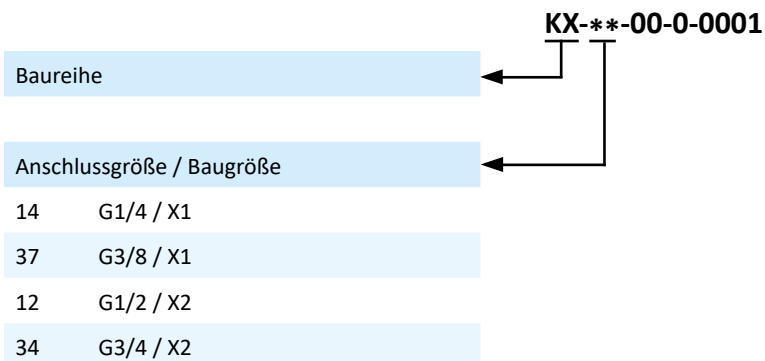 KX-**-00-0-0001
Baureihe
Anschlussgröße / Baugröße
14 G1/4 / X1
37 G3/8 / X1
12 G1/2 / X2
34 G3/4 / X2